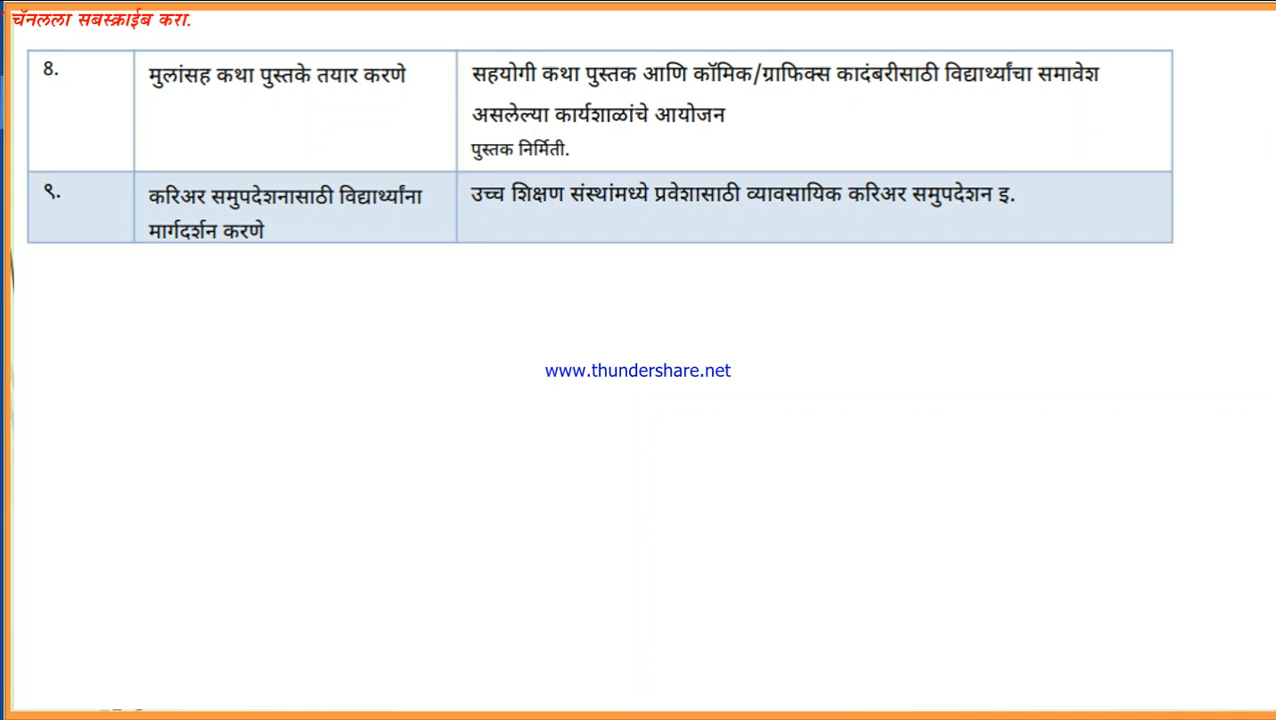 चॅनलला सबस्क्राईब करा.
8.
मुलांसह कथा पुस्तके तयार करणे
सहयोगी कथा पुस्तक आणि कॉमिक/ग्राफिक्स कादंबरीसाठी विद्यार्थ्यांचा समावेश
असलेल्या कार्यशाळांचे आयोजन
पुस्तक निर्मिती.
९.
करिअर समुपदेशनासाठी विद्यार्थ्यांना
मार्गदर्शन करणे
उच्च शिक्षण संस्थांमध्ये प्रवेशासाठी व्यावसायिक करिअर समुपदेशन इ.
www.thundershare.net